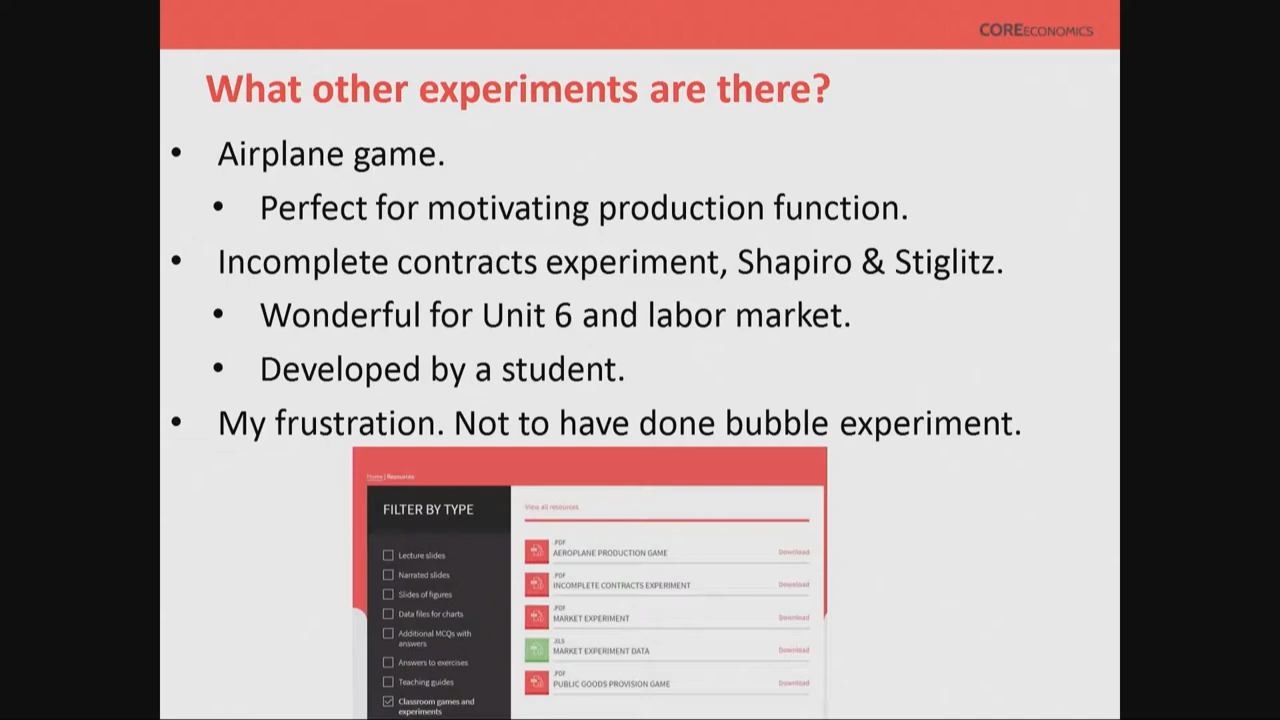 COREECONOMICS
What other experiments are there?
• Airplane game.
• Perfect for motivating production function.
• Incomplete contracts experiment, Shapiro & Stiglitz.
• Wonderful for Unit 6 and labor market.
• Developed by a student.
• My frustration. Not to have done bubble experiment.
Home | Resources
FILTER BY TYPE
Lecture slides
Narrated slides
Slides of figures
Data files for charts
Additional MCQs with
answers
Answers to exercises
Teaching guides
Classroom games and
experiments
View all resources
.PDF
AEROPLANE PRODUCTION GAME
Download
.PDF
INCOMPLETE CONTRACTS EXPERIMENT
Download
.PDF
MARKET EXPERIMENT
Download
.XLS
MARKET EXPERIMENT DATA
Download
.PDF
PUBLIC GOODS PROVISION GAME
Download